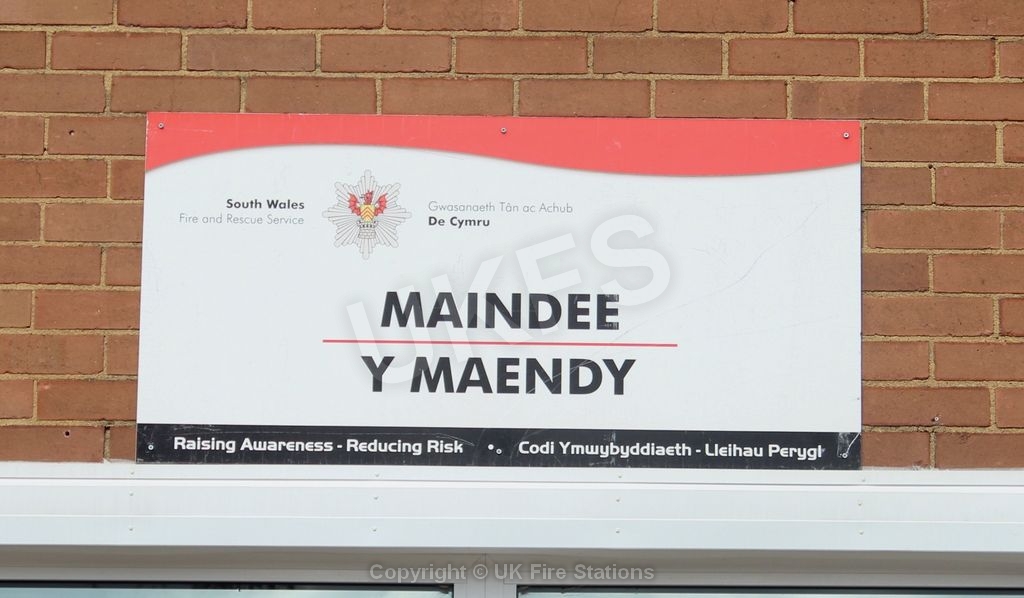 South Wales
Fire and Rescue Service
Gwasanaeth Tân ac Achub
De Cymru
UKES
MAINDEE
Y MAENDY
Raising Awareness - Reducing Risk
Codi Ymwybyddiaeth - Lleihau Perygl
Copyright © UK Fire Stations